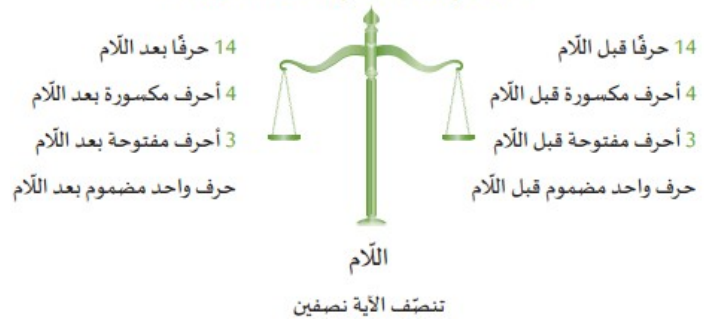 14 حرفًا قبل اللّام
4 أحرف مكسورة قبل اللّام
3 أحرف مفتوحة قبل اللّام
حرف واحد مضموم قبل اللّام
14 حرفًا بعد اللّام
4 أحرف مكسورة بعد اللّام
3 أحرف مفتوحة بعد اللّام
حرف واحد مضموم بعد اللّام
اللّام
تنصّف الآية نصفين